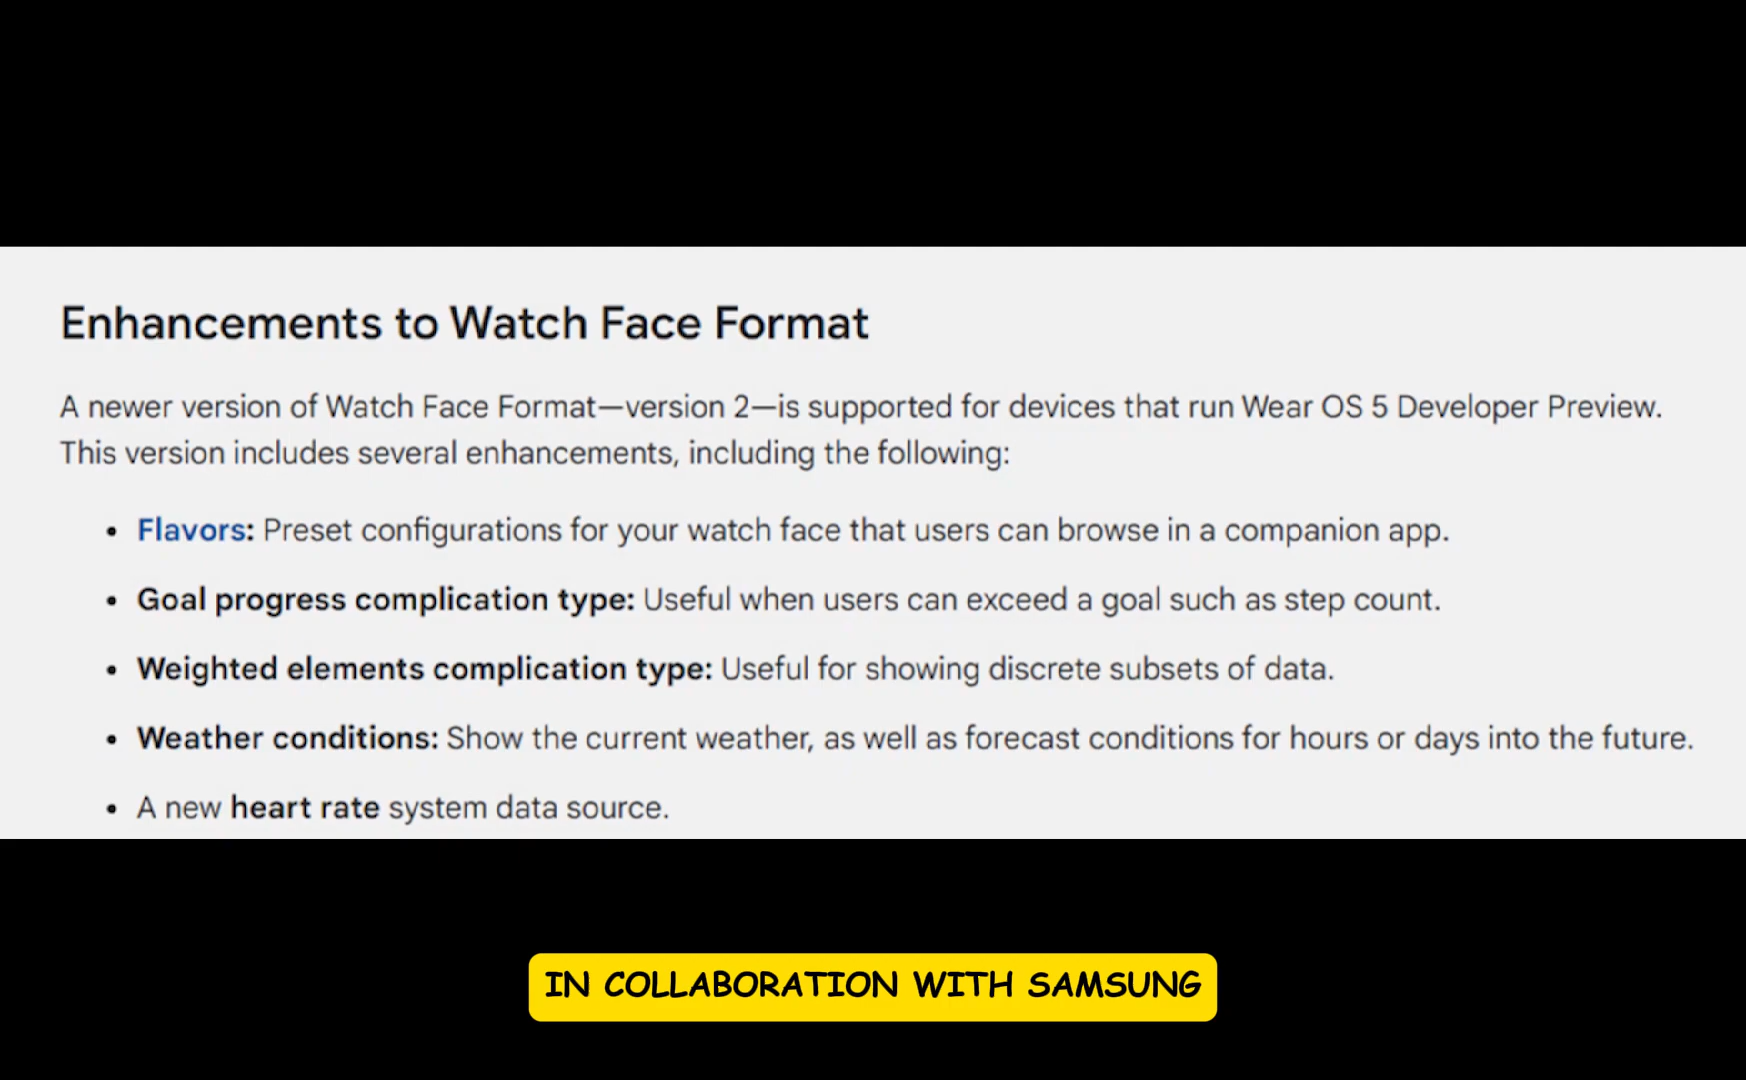 Enhancements to Watch Face Format
A newer version of Watch Face Format—version 2—is supported for devices that run Wear OS 5 Developer Preview.
This version includes several enhancements, including the following:
• Flavors: Preset configurations for your watch face that users can browse in a companion app.
• Goal progress complication type: Useful when users can exceed a goal such as step count.
• Weighted elements complication type: Useful for showing discrete subsets of data.
• Weather conditions: Show the current weather, as well as forecast conditions for hours or days into the future.
• A new heart rate system data source.
IN COLLABORATION WITH SAMSUNG